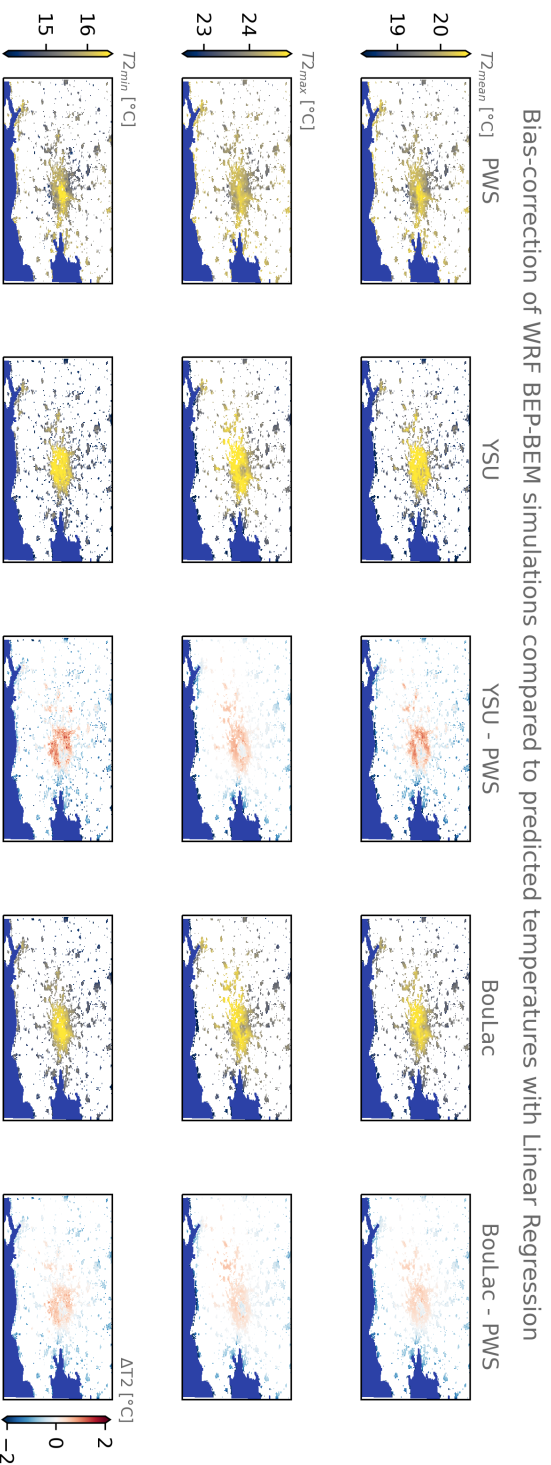 Bias-correction of WRF BEP-BEM simulations compared to predicted temperatures with Linear Regression
PWS
YSU
YSU - PWS
BouLac
BouLac - PWS
T2mean [°C]
19
20
T2max [°C]
23
24
T2min [°C]
15
16
ΔT2 [°C]
−2
0
2